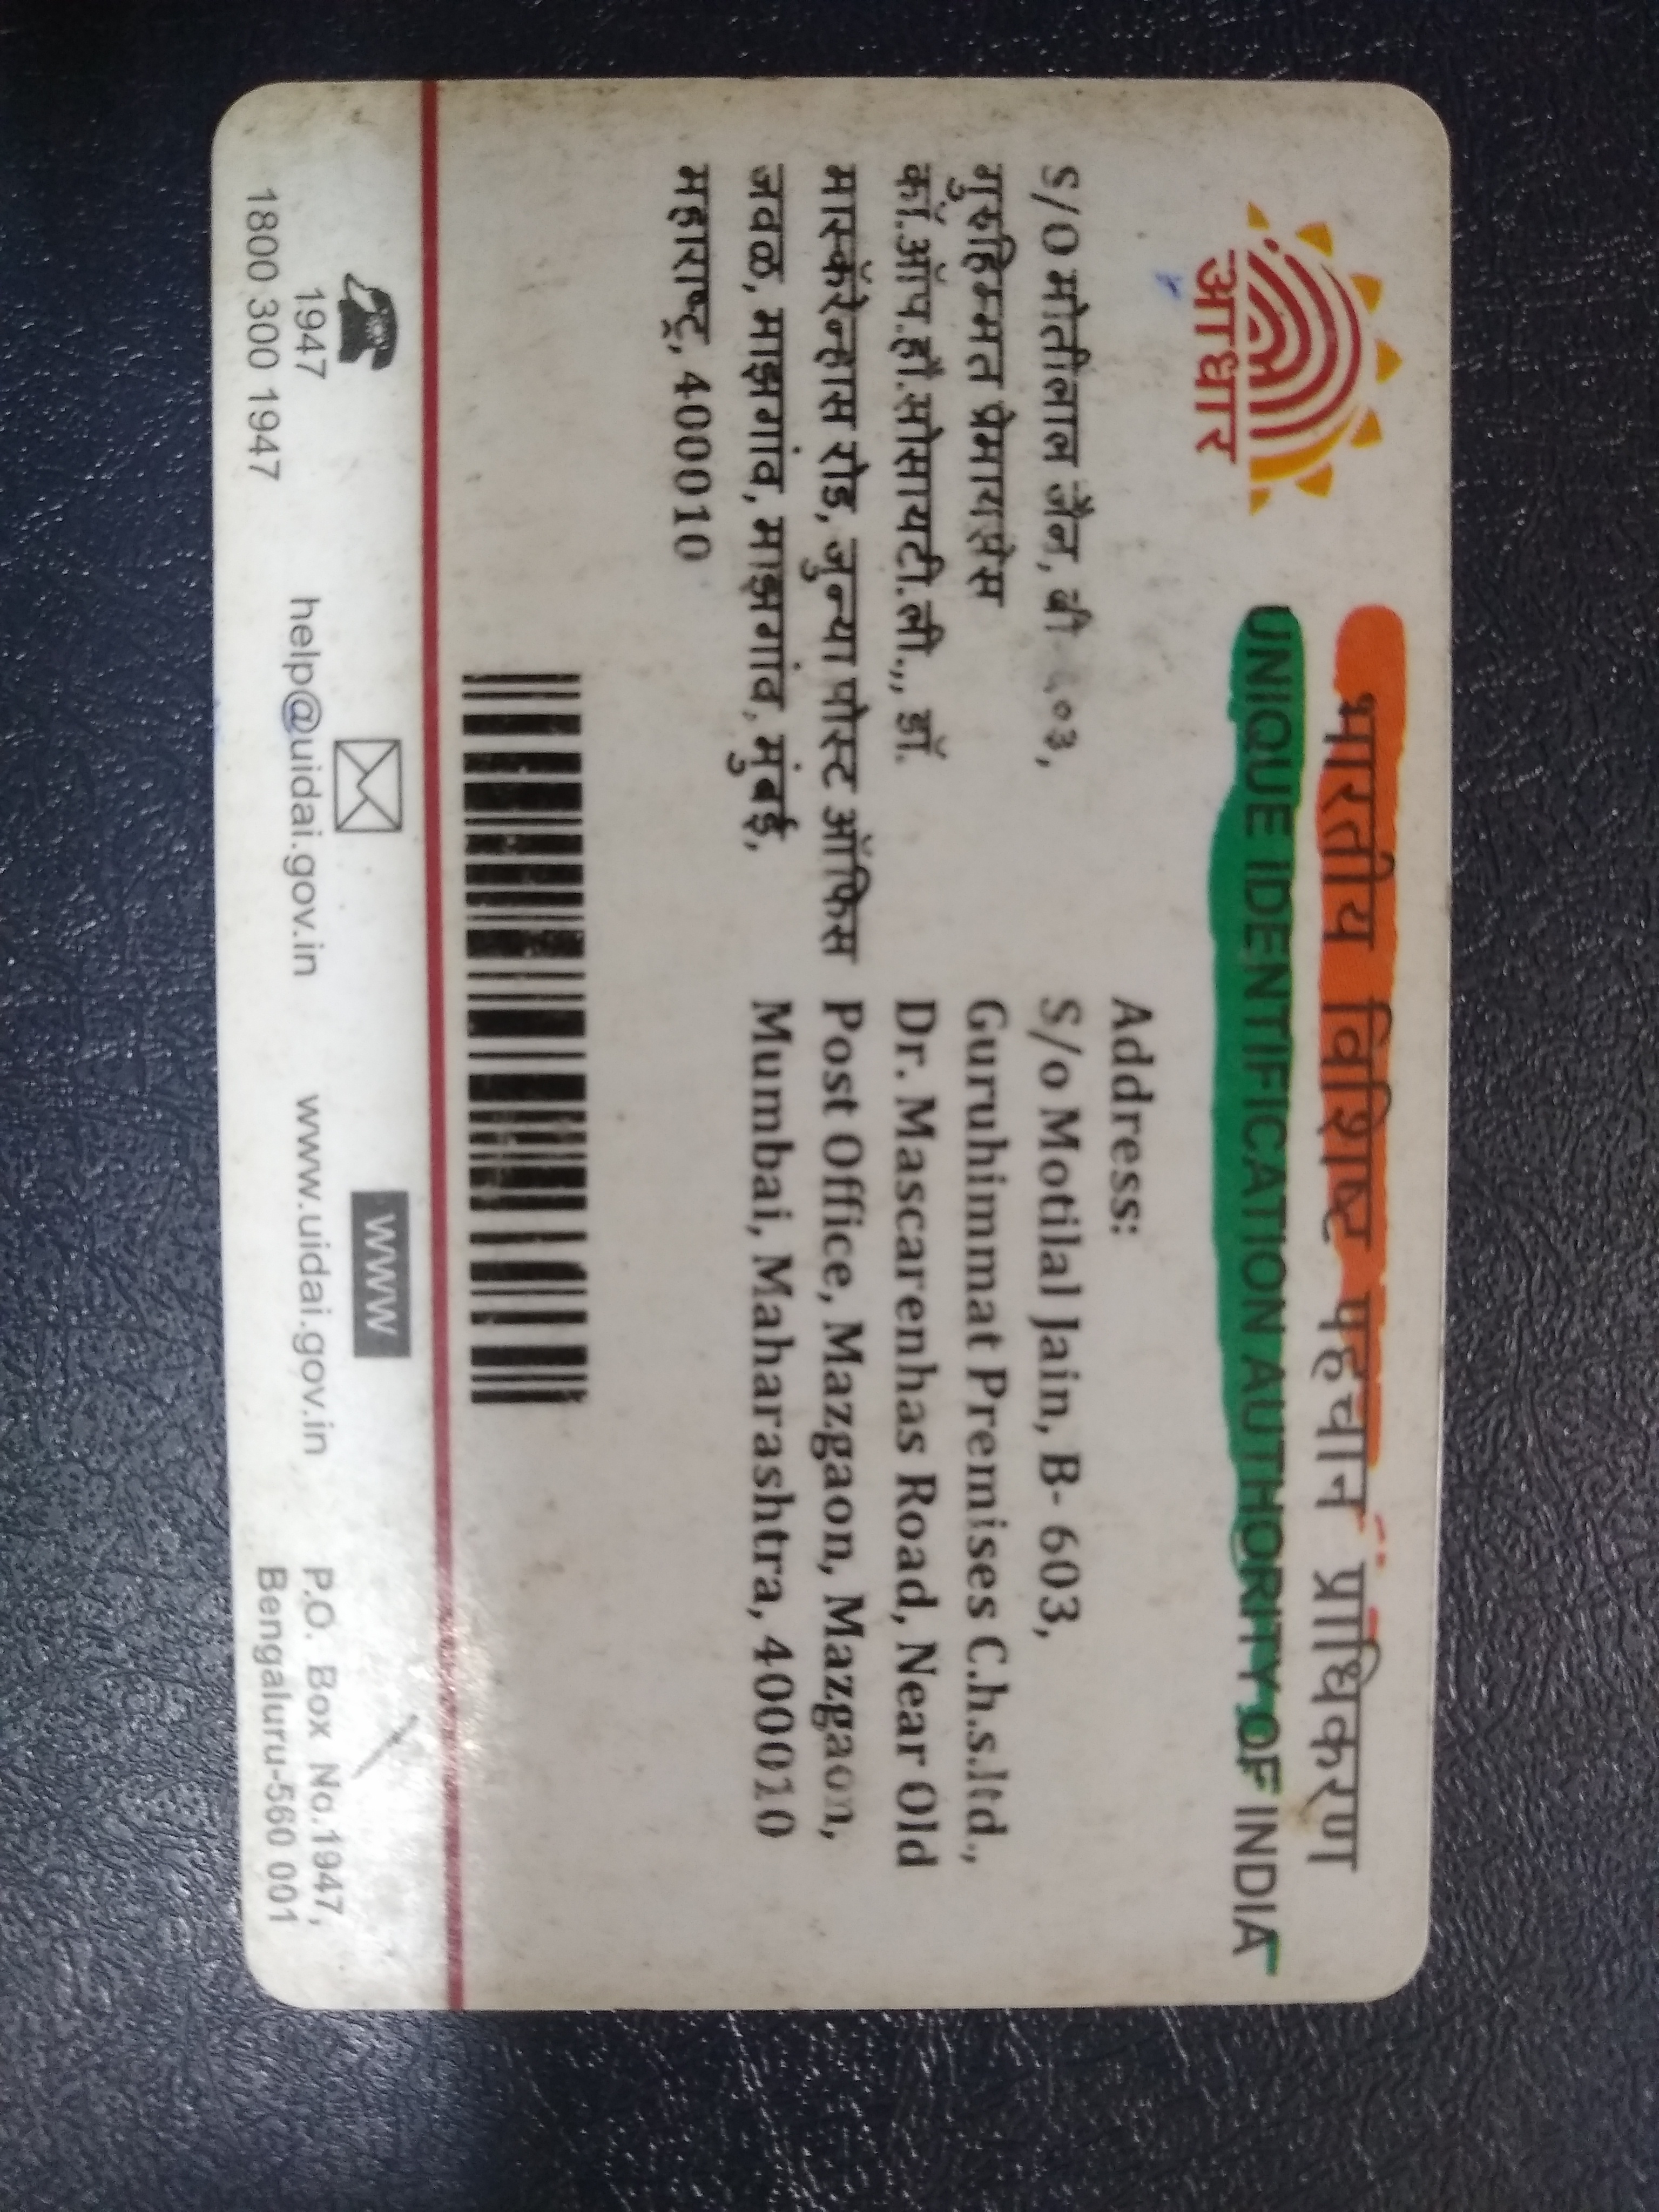 आधार
भारतीय विशिष्ट पहचान प्राधिकरण
UNIQUE IDENTIFICATION AUTHORITY OF INDIA
S/O मोतीलाल जैन, बी
गुरुहिम्मत प्रेमायसेस
कॉ.ऑप.हौ.सोसायटी.ली.,, डॉ.
मास्कॅरेन्हास रोड, जुन्या पोस्ट ऑफिस
जवळ, माझगांव, माझगांव, मुंबई,
महाराष्ट्र, 400010
Address:
S/o Motilal Jain, B- 603,
Guruhimmat Premises C.h.s.ltd.,
Dr. Mascarenhas Road, Near Old
Post Office, Mazgaon, Mazgaon,
Mumbai, Maharashtra, 400010
1947
1800 300 1947
help@uidai.gov.in
WWW
www.uidai.gov.in
P.O. Box No.1947,
Bengaluru-560 001